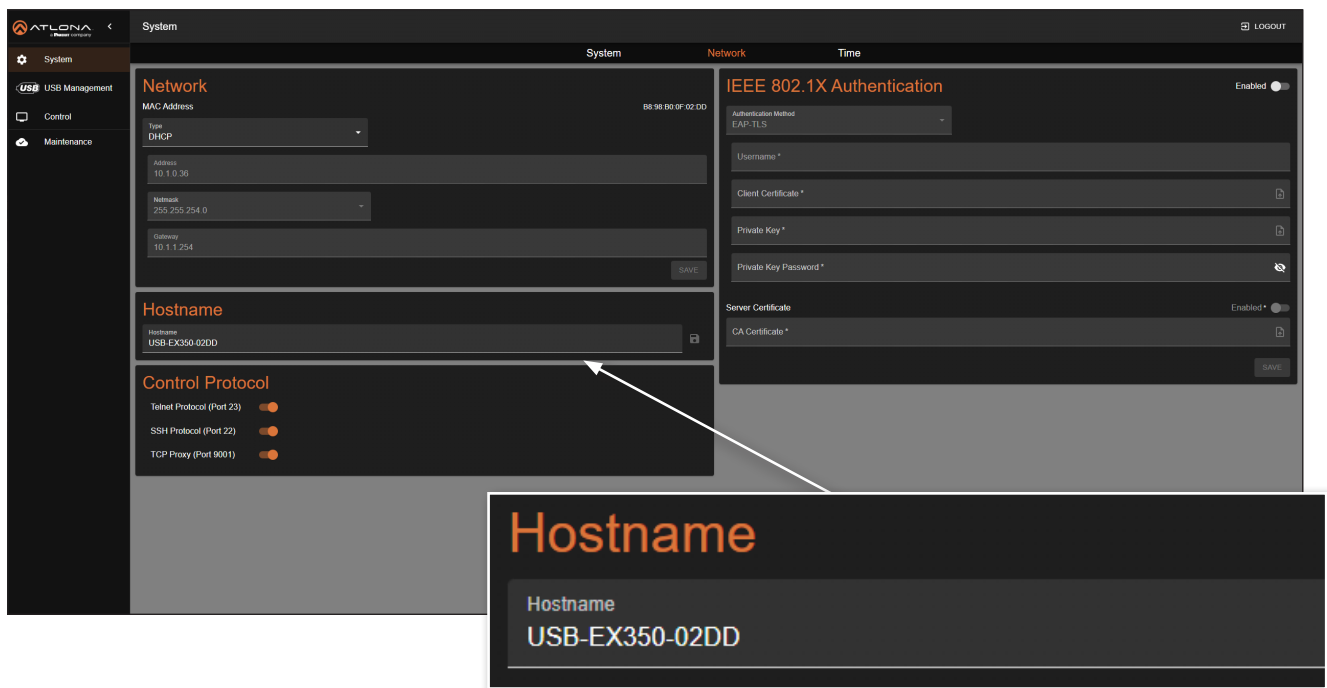 ATLONA
a Panduit company
System
LOGOUT
System
USB Management
Control
Maintenance
System
Network
Time
Network
MAC Address
B8:98:B0:0F:02:DD
Type
DHCP
Address
10.1.0.36
Netmask
255.255.254.0
Gateway
10.1.1.254
SAVE
Hostname
Hostname
USB-EX350-02DD
Control Protocol
Telnet Protocol (Port 23)
SSH Protocol (Port 22)
TCP Proxy (Port 9001)
IEEE 802.1X Authentication
Enabled
Authentication Method
EAP-TLS
Username *
Client Certificate *
Private Key *
Private Key Password *
Server Certificate
Enabled *
CA Certificate *
SAVE
Hostname
Hostname
USB-EX350-02DD